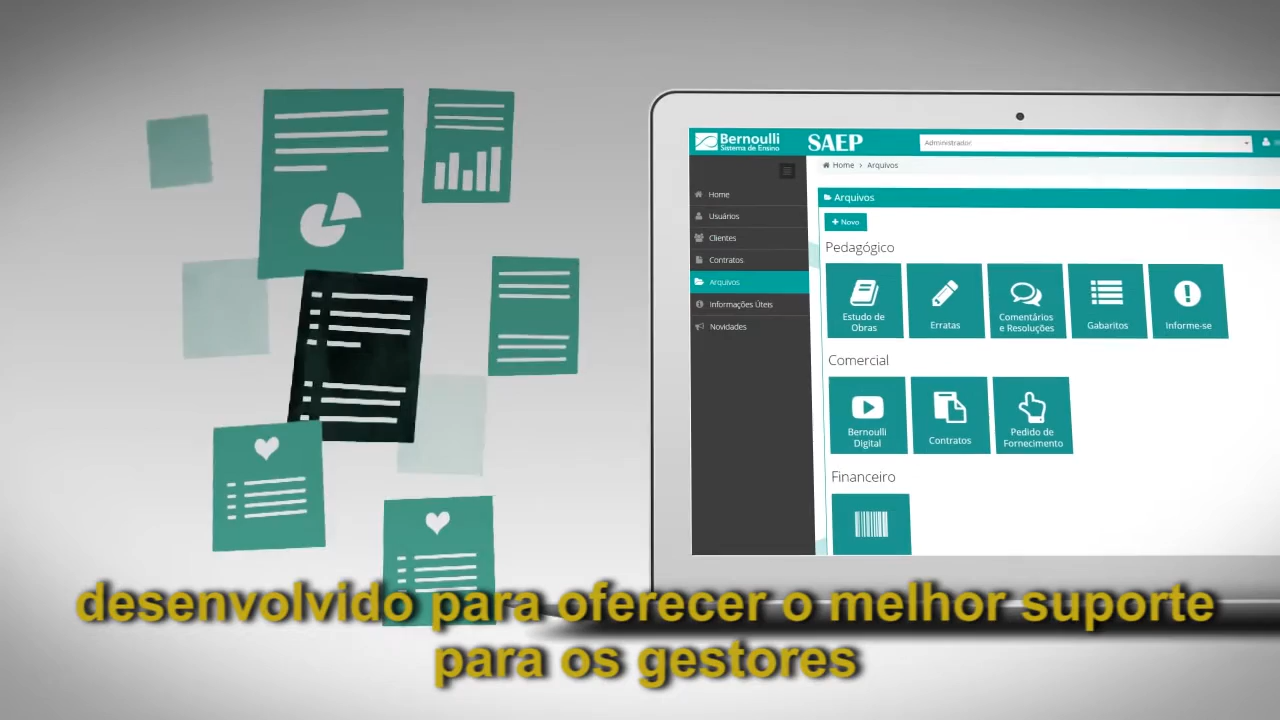 Bernoulli
Sistema de Ensino
SAEP
Administrador
Home > Arquivos
Home
Usuários
Clientes
Contratos
Arquivos
Informações Úteis
Novidades
Arquivos
+ Novo
Pedagógico
Estudo de
Obras
Erratas
Comentários
e Resoluções
Gabaritos
Informe-se
Comercial
Bernoulli
Digital
Contratos
Pedido de
Fornecimento
Financeiro
desenvolvido para oferecer o melhor suporte
para os gestores